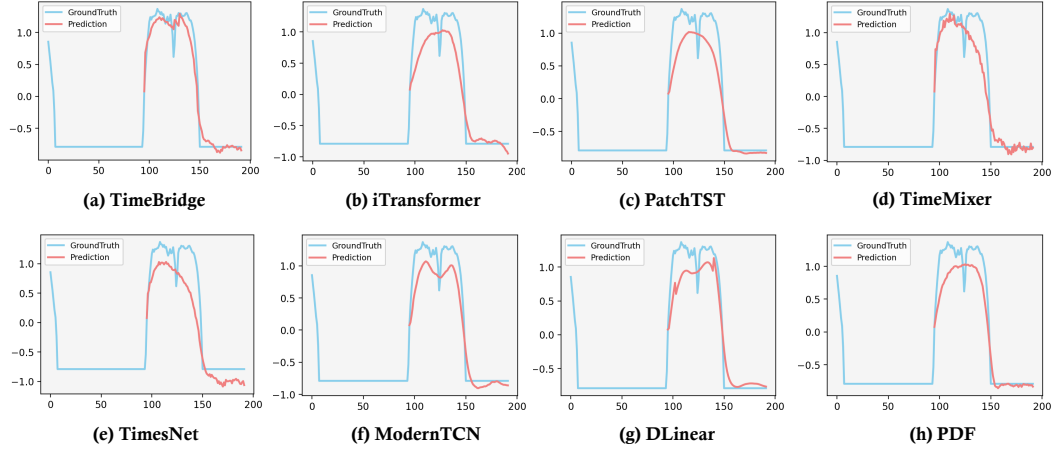 GroundTruth
Prediction
1.0
0.5
0.0
−0.5
0 50 100 150 200
(a) TimeBridge
GroundTruth
Prediction
1.0
0.5
0.0
−0.5
−1.0
0 50 100 150 200
(b) iTransformer
GroundTruth
Prediction
1.0
0.5
0.0
−0.5
0 50 100 150 200
(c) PatchTST
GroundTruth
Prediction
1.0
0.5
0.0
−0.5
−1.0
0 50 100 150 200
(d) TimeMixer
GroundTruth
Prediction
1.0
0.5
0.0
−0.5
−1.0
0 50 100 150 200
(e) TimesNet
GroundTruth
Prediction
1.0
0.5
0.0
−0.5
−1.0
0 50 100 150 200
(f) ModernTCN
GroundTruth
Prediction
1.0
0.5
0.0
−0.5
0 50 100 150 200
(g) DLinear
GroundTruth
Prediction
1.0
0.5
0.0
−0.5
0 50 100 150 200
(h) PDF